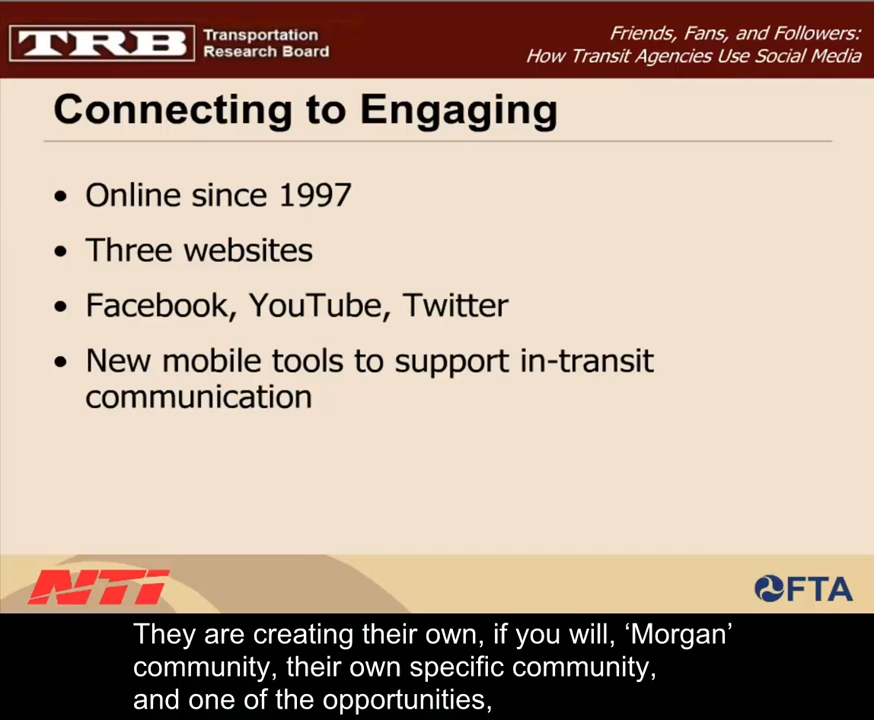 TRB Transportation
Research Board
Friends, Fans, and Followers:
How Transit Agencies Use Social Media
Connecting to Engaging
• Online since 1997
• Three websites
• Facebook, YouTube, Twitter
• New mobile tools to support in-transit
communication
NTI
FTA
They are creating their own, if you will, ‘Morgan’
community, their own specific community,
and one of the opportunities,